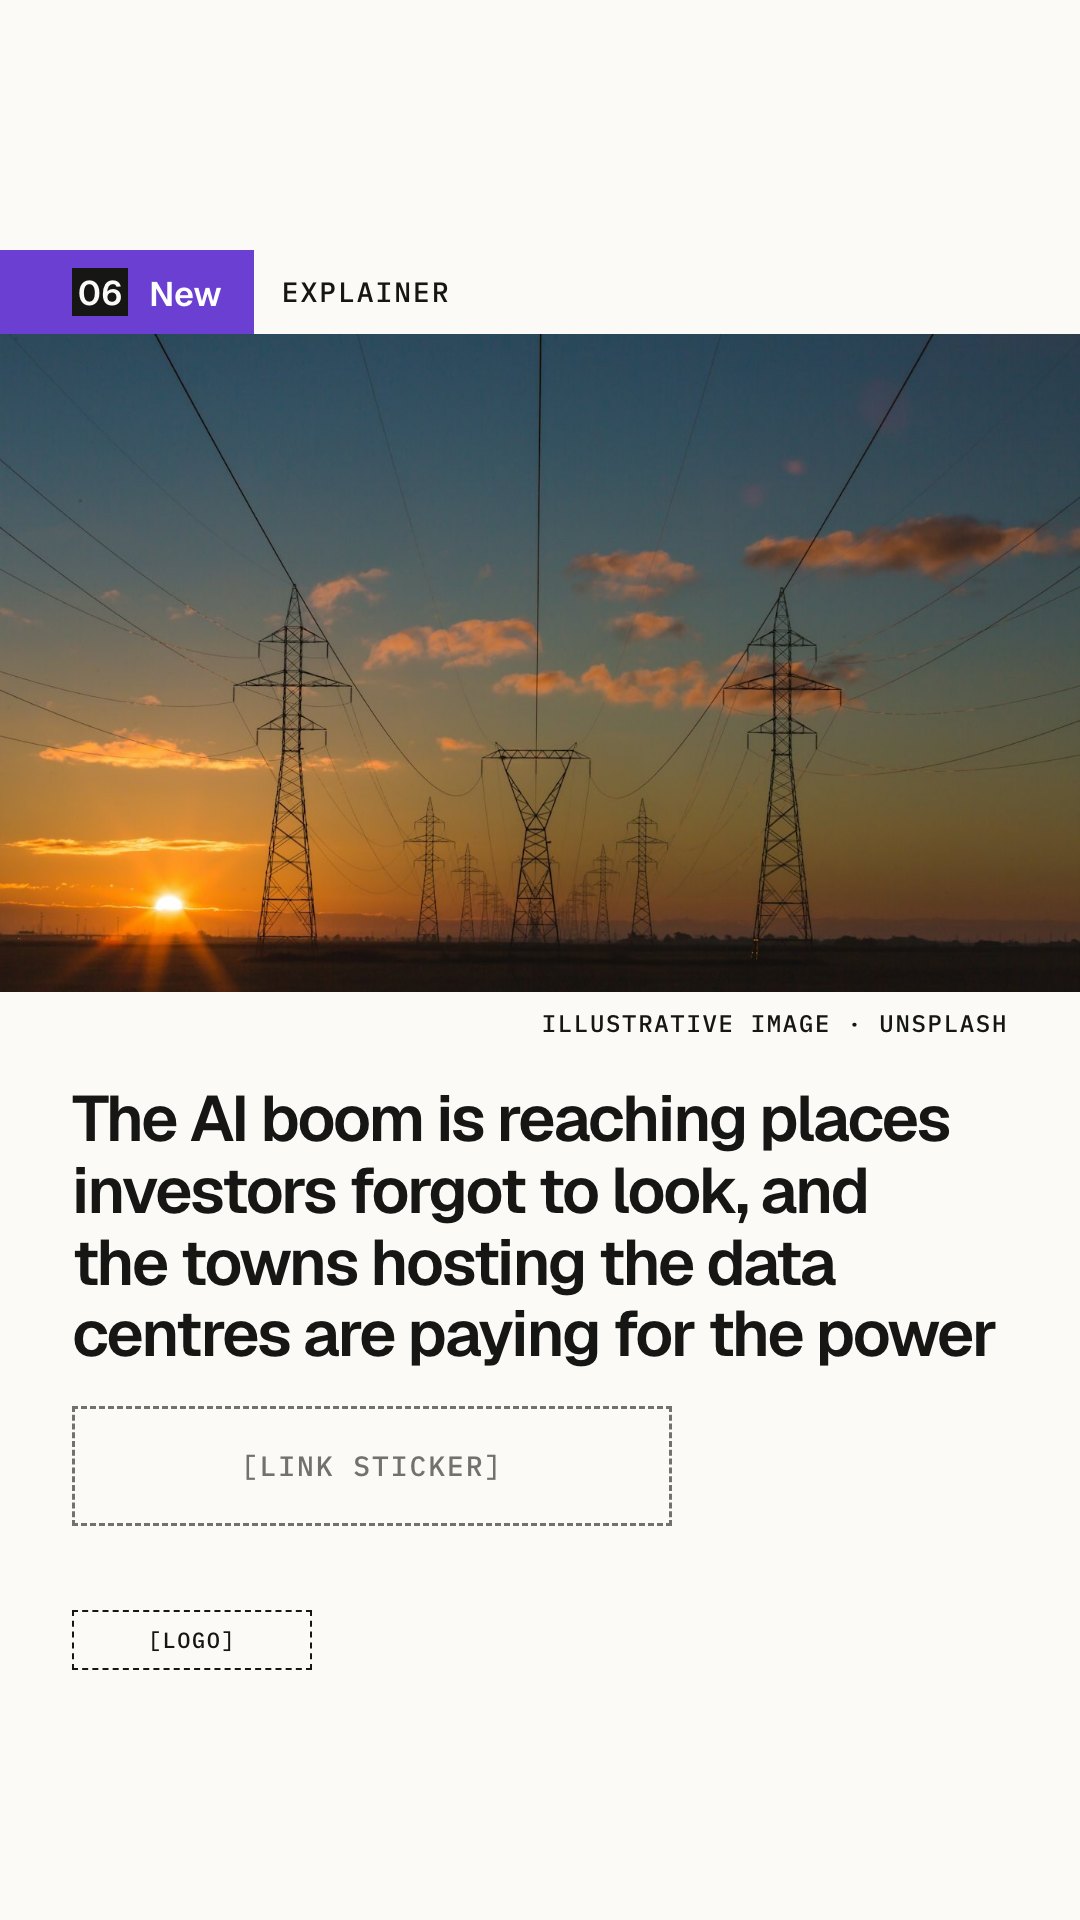 06 New EXPLAINER
ILLUSTRATIVE IMAGE · UNSPLASH
The AI boom is reaching places
investors forgot to look, and
the towns hosting the data
centres are paying for the power
[LINK STICKER]
[LOGO]